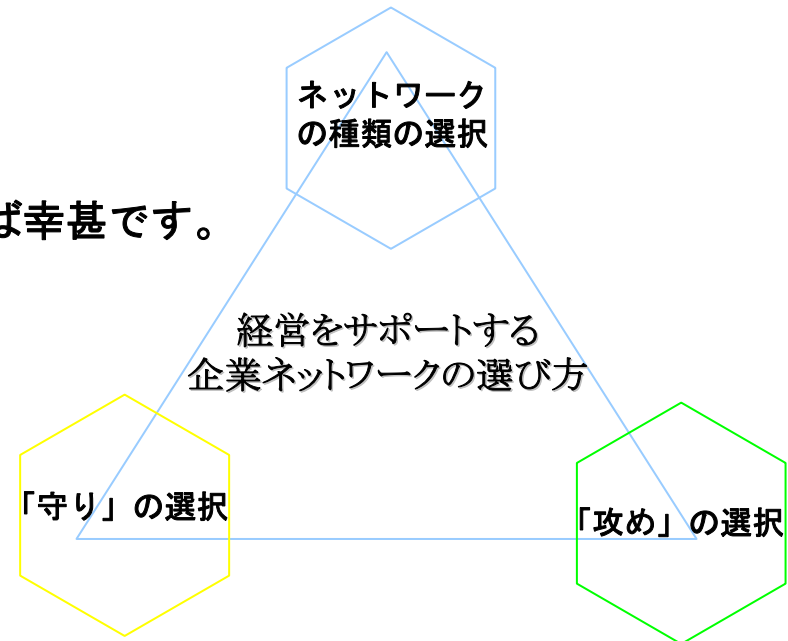 ネットワーク
の種類の選択
ば幸甚です。
経営をサポートする
企業ネットワークの選び方
「守り」の選択
「攻め」の選択